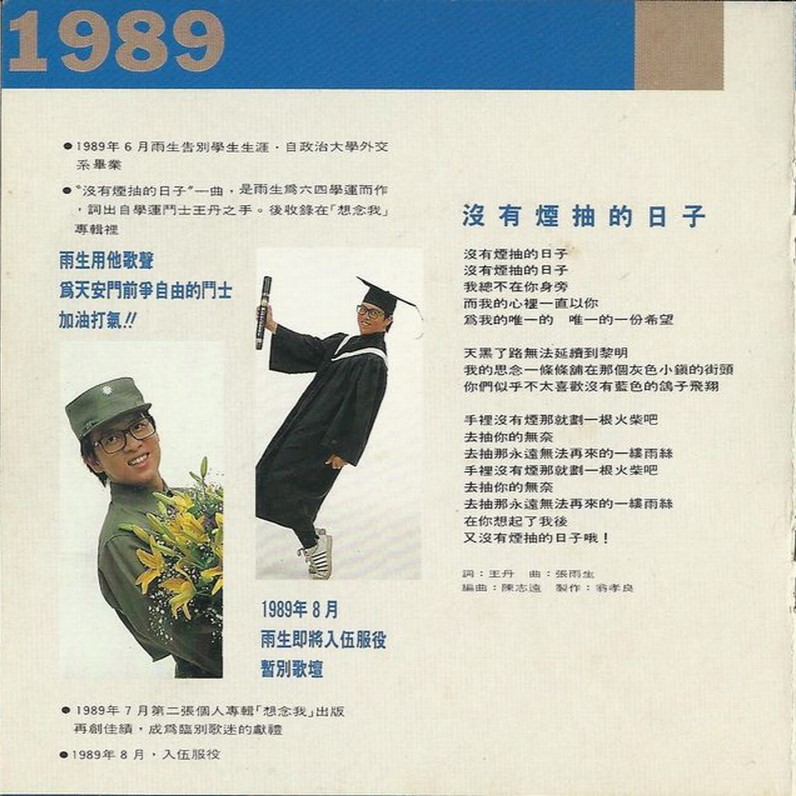 1989
●1989年6月雨生告別學生生涯，自政治大學外交
系畢業
●“沒有煙抽的日子”一曲，是雨生爲六四學運而作
，詞出自學運鬥士王丹之手。後收錄在「想念我」
專輯裡
雨生用他歌聲
爲天安門前爭自由的鬥士
加油打氣!!
1989年8月
雨生即將入伍服役
暫別歌壇
●1989年7月第二張個人專輯「想念我」出版
再創佳績，成爲臨別歌迷的獻禮
●1989年8月，入伍服役
沒有煙抽的日子
沒有煙抽的日子
沒有煙抽的日子
我總不在你身旁
而我的心裡一直以你
爲我的唯一的　唯一的一份希望
天黑了路無法延續到黎明
我的思念一條條舖在那個灰色小鎮的街頭
你們似乎不太喜歡沒有藍色的鴿子飛翔
手裡沒有煙那就劃一根火柴吧
去抽你的無奈
去抽那永遠無法再來的一縷雨絲
手裡沒有煙那就劃一根火柴吧
去抽你的無奈
去抽那永遠無法再來的一縷雨絲
在你想起了我後
又沒有煙抽的日子哦！
詞：王丹　曲：張雨生
編曲：陳志遠　製作：翁孝良